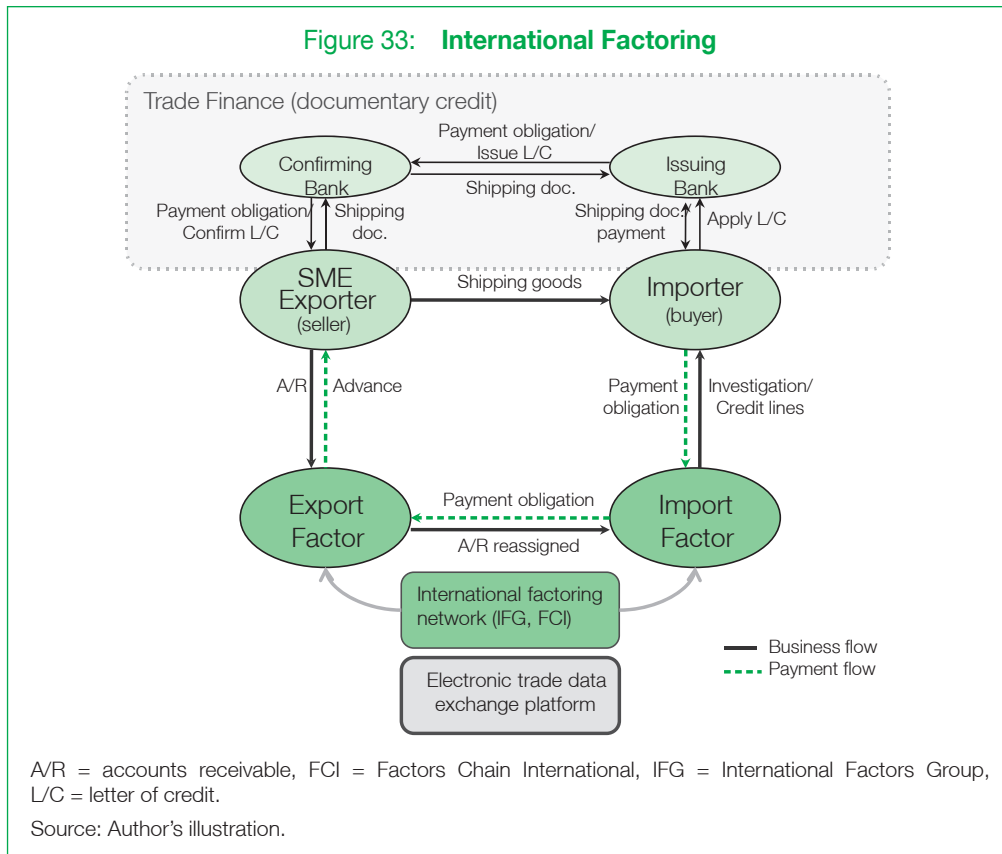 Figure 33: International Factoring
Trade Finance (documentary credit)
Payment obligation/
Issue L/C
Confirming
Bank
Issuing
Bank
Shipping doc.
Payment obligation/
Confirm L/C
Shipping
doc.
Shipping doc./
payment
Apply L/C
SME
Exporter
(seller)
Shipping goods
Importer
(buyer)
A/R
Advance
Payment
obligation
Investigation/
Credit lines
Export
Factor
Payment obligation
A/R reassigned
Import
Factor
International factoring
network (IFG, FCI)
Electronic trade data
exchange platform
Business flow
Payment flow
A/R = accounts receivable, FCI = Factors Chain International, IFG = International Factors Group,
L/C = letter of credit.
Source: Author's illustration.